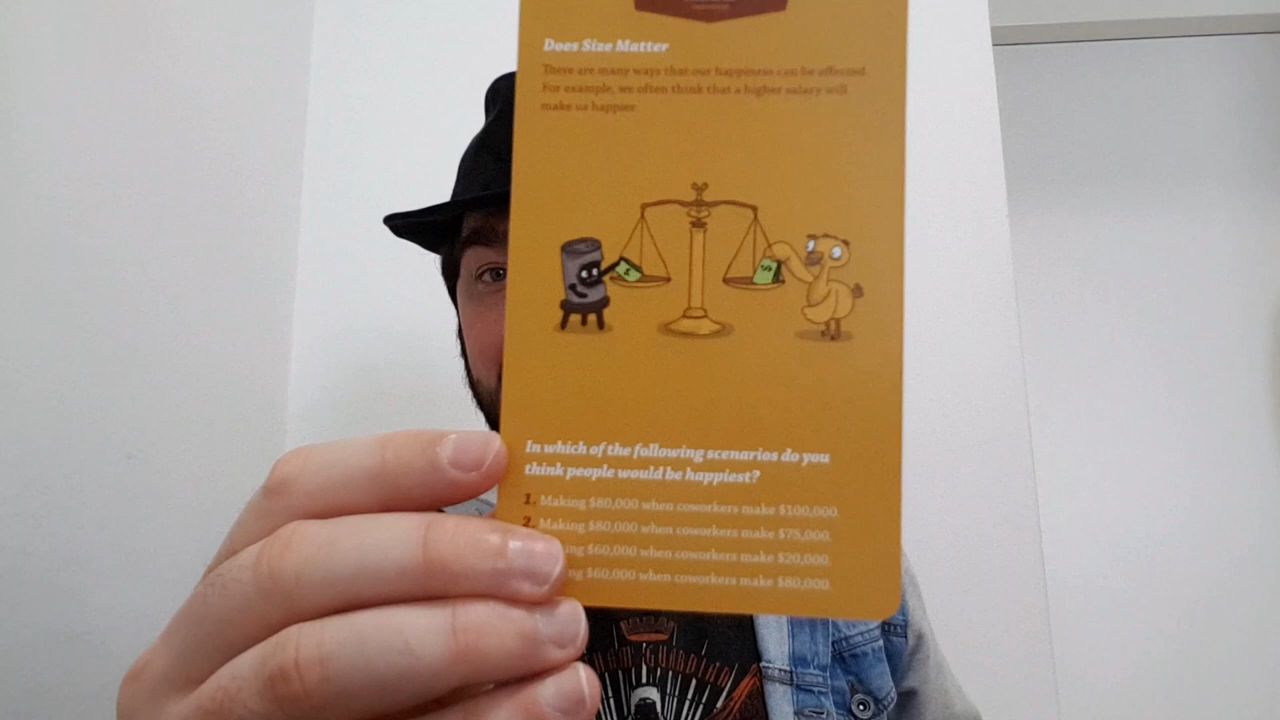 Does Size Matter
There are many ways that our happiness can be affected.
For example, we often think that a higher salary will
make us happier.
$
In which of the following scenarios do you
think people would be happiest?
1. Making $80,000 when coworkers make $100,000.
2. Making $80,000 when coworkers make $75,000.
ing $60,000 when coworkers make $20,000.
ng $60,000 when coworkers make $80,000.
GUARDIAN